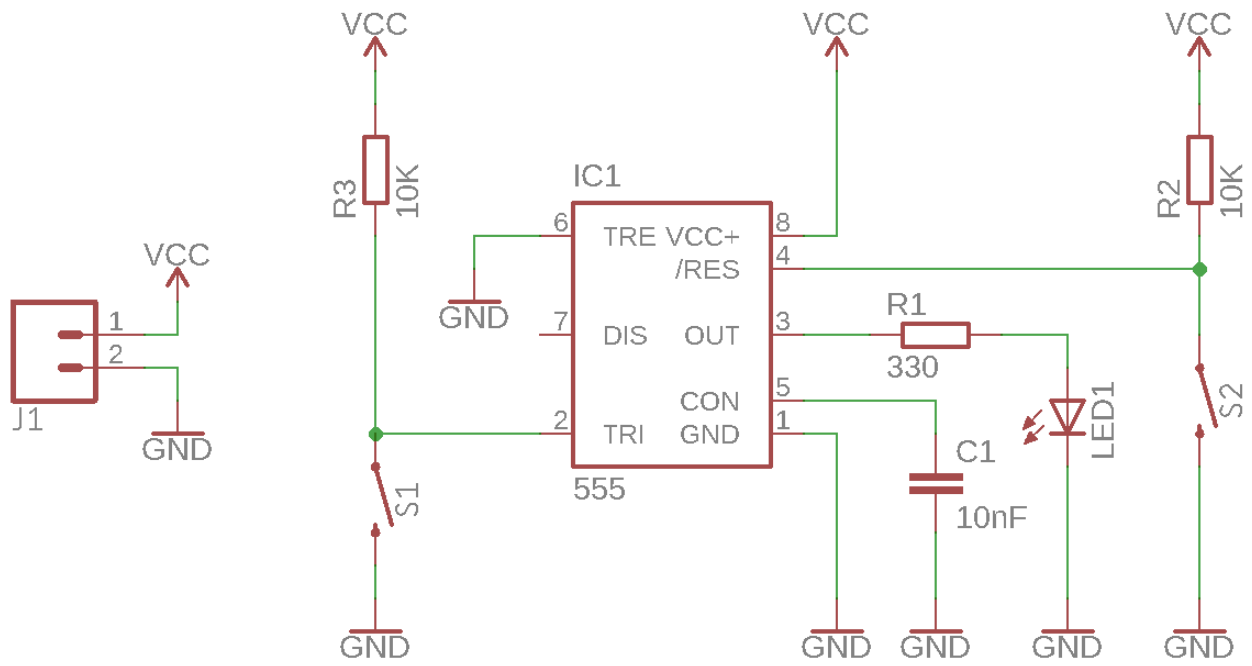 VCC
VCC
VCC
R3
10K
R2
10K
IC1
6
TRE
VCC+
8
/RES
4
VCC
GND
1
2
J1
GND
7
DIS
OUT
3
R1
330
CON
5
2
TRI
GND
1
LED1
S2
555
C1
10nF
S1
GND
GND
GND
GND
GND